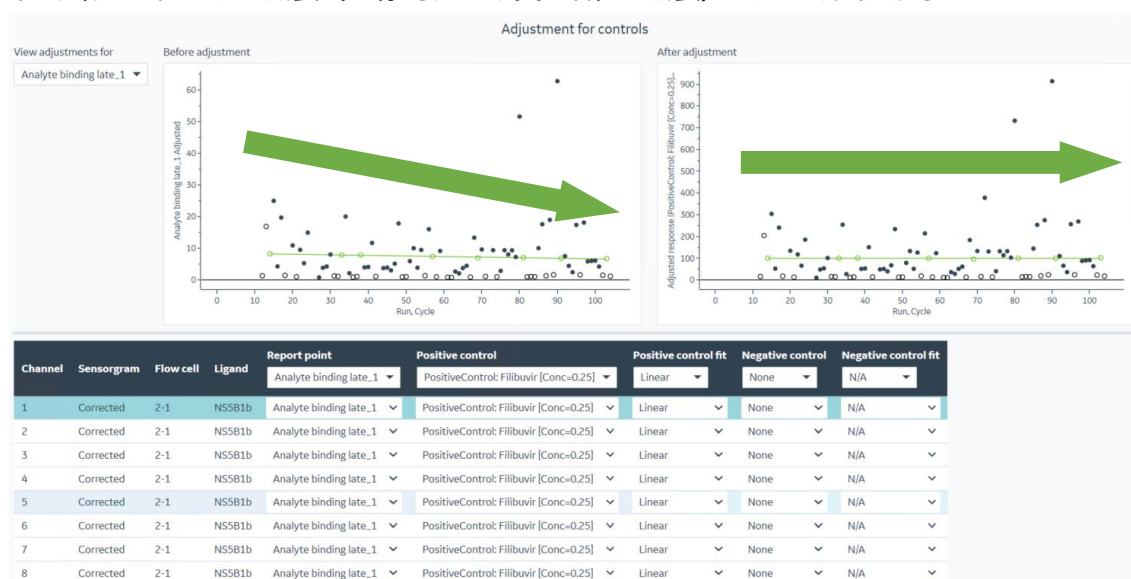 Adjustment for controls
View adjustments for
Analyte binding late_1
Before adjustment
Analyte binding late_1 Adjusted
60
50
40
30
20
10
0
0 10 20 30 40 50 60 70 80 90 100
Run, Cycle
After adjustment
Adjusted response (PositiveControl: Filibuvir [Conc=0.25]...
900
800
700
600
500
400
300
200
100
0
0 10 20 30 40 50 60 70 80 90 100
Run, Cycle
Channel Sensorgram Flow cell Ligand Report point Positive control Positive control fit Negative control Negative control fit
Analyte binding late_1 PositiveControl: Filibuvir [Conc=0.25] Linear None N/A
1 Corrected 2-1 NS5B1b Analyte binding late_1 PositiveControl: Filibuvir [Conc=0.25] Linear None N/A
2 Corrected 2-1 NS5B1b Analyte binding late_1 PositiveControl: Filibuvir [Conc=0.25] Linear None N/A
3 Corrected 2-1 NS5B1b Analyte binding late_1 PositiveControl: Filibuvir [Conc=0.25] Linear None N/A
4 Corrected 2-1 NS5B1b Analyte binding late_1 PositiveControl: Filibuvir [Conc=0.25] Linear None N/A
5 Corrected 2-1 NS5B1b Analyte binding late_1 PositiveControl: Filibuvir [Conc=0.25] Linear None N/A
6 Corrected 2-1 NS5B1b Analyte binding late_1 PositiveControl: Filibuvir [Conc=0.25] Linear None N/A
7 Corrected 2-1 NS5B1b Analyte binding late_1 PositiveControl: Filibuvir [Conc=0.25] Linear None N/A
8 Corrected 2-1 NS5B1b Analyte binding late_1 PositiveControl: Filibuvir [Conc=0.25] Linear None N/A